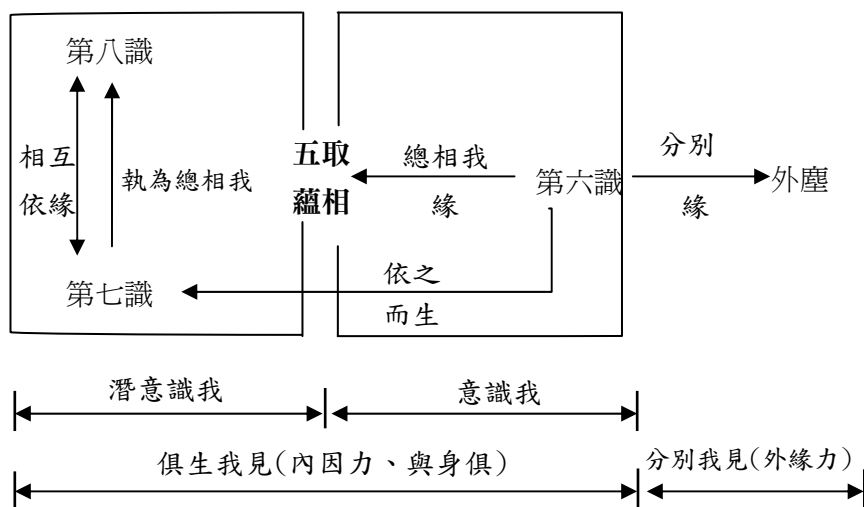 第八識
相互
依緣
執為總相我
第七識
五取
蘊相
總相我
緣
第六識
分別
緣
外塵
依之
而生
潛意識我
意識我
俱生我見(內因力、與身俱)
分別我見(外緣力)